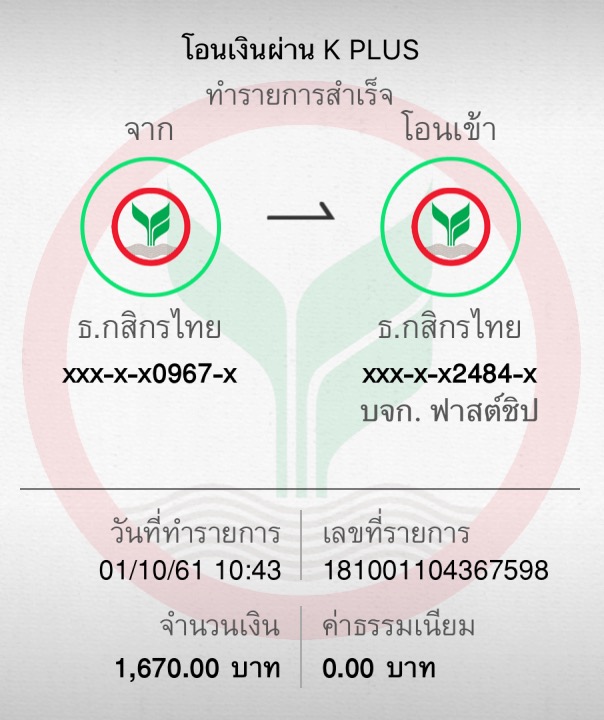 โอนเงินผ่าน K PLUS
ทำรายการสำเร็จ
จาก
โอนเข้า
ธ.กสิกรไทย
xxx-x-x0967-x
ธ.กสิกรไทย
xxx-x-x2484-x
บจก. ฟาสต์ชิป
วันที่ทำรายการ
01/10/61 10:43
เลขที่รายการ
181001104367598
จำนวนเงิน
1,670.00 บาท
ค่าธรรมเนียม
0.00 บาท